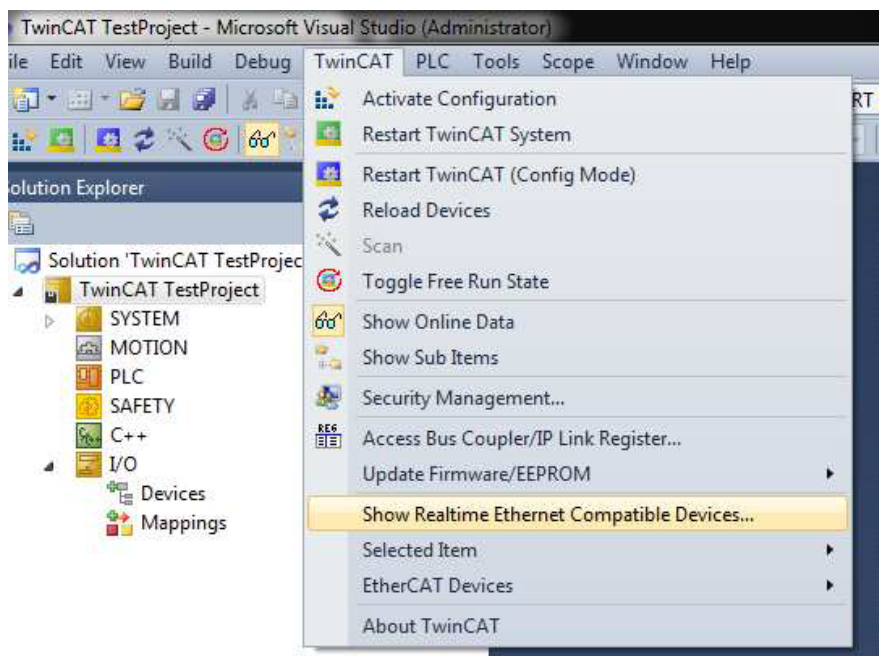 TwinCAT TestProject - Microsoft Visual Studio (Administrator)
ile Edit View Build Debug TwinCAT PLC Tools Scope Window Help
RT
Activate Configuration
Restart TwinCAT System
Restart TwinCAT (Config Mode)
Reload Devices
Scan
Toggle Free Run State
Show Online Data
Show Sub Items
Security Management...
REG
Access Bus Coupler/IP Link Register...
Update Firmware/EEPROM
Show Realtime Ethernet Compatible Devices...
Selected Item
EtherCAT Devices
About TwinCAT
Solution Explorer
Solution 'TwinCAT TestProjec
TwinCAT TestProject
SYSTEM
MOTION
PLC
SAFETY
C++
I/O
Devices
Mappings